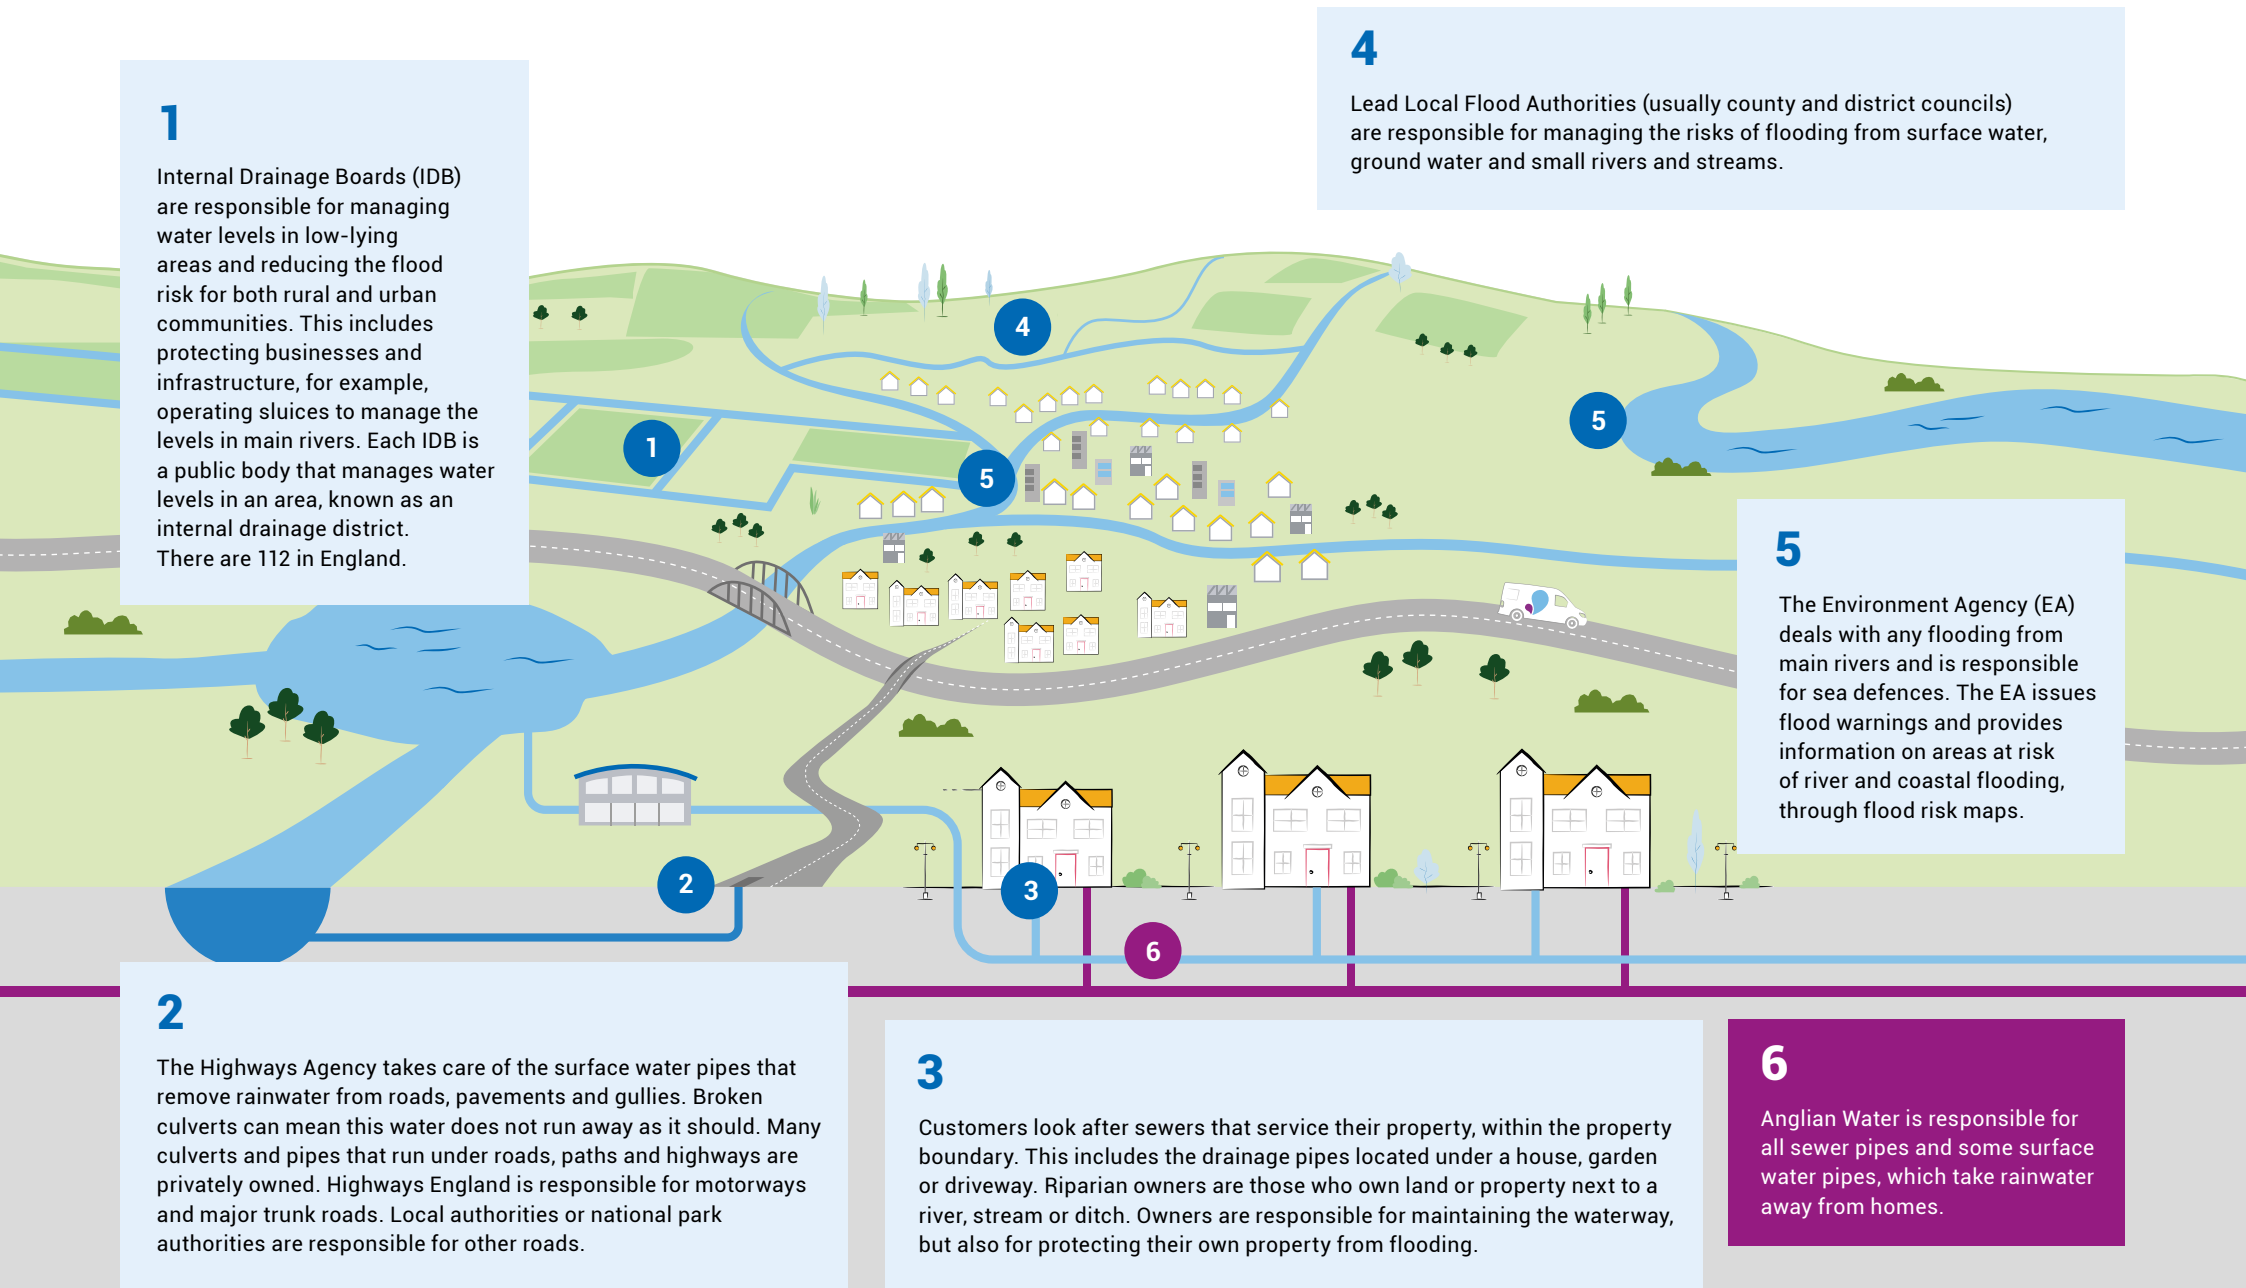 1
Internal Drainage Boards (IDB)
are responsible for managing
water levels in low-lying
areas and reducing the flood
risk for both rural and urban
communities. This includes
protecting businesses and
infrastructure, for example,
operating sluices to manage the
levels in main rivers. Each IDB is
a public body that manages water
levels in an area, known as an
internal drainage district.
There are 112 in England.
4
Lead Local Flood Authorities (usually county and district councils)
are responsible for managing the risks of flooding from surface water,
ground water and small rivers and streams.
4
5
1
5
5
The Environment Agency (EA)
deals with any flooding from
main rivers and is responsible
for sea defences. The EA issues
flood warnings and provides
information on areas at risk
of river and coastal flooding,
through flood risk maps.
2
3
6
2
The Highways Agency takes care of the surface water pipes that
remove rainwater from roads, pavements and gullies. Broken
culverts can mean this water does not run away as it should. Many
culverts and pipes that run under roads, paths and highways are
privately owned. Highways England is responsible for motorways
and major trunk roads. Local authorities or national park
authorities are responsible for other roads.
3
Customers look after sewers that service their property, within the property
boundary. This includes the drainage pipes located under a house, garden
or driveway. Riparian owners are those who own land or property next to a
river, stream or ditch. Owners are responsible for maintaining the waterway,
but also for protecting their own property from flooding.
6
Anglian Water is responsible for
all sewer pipes and some surface
water pipes, which take rainwater
away from homes.